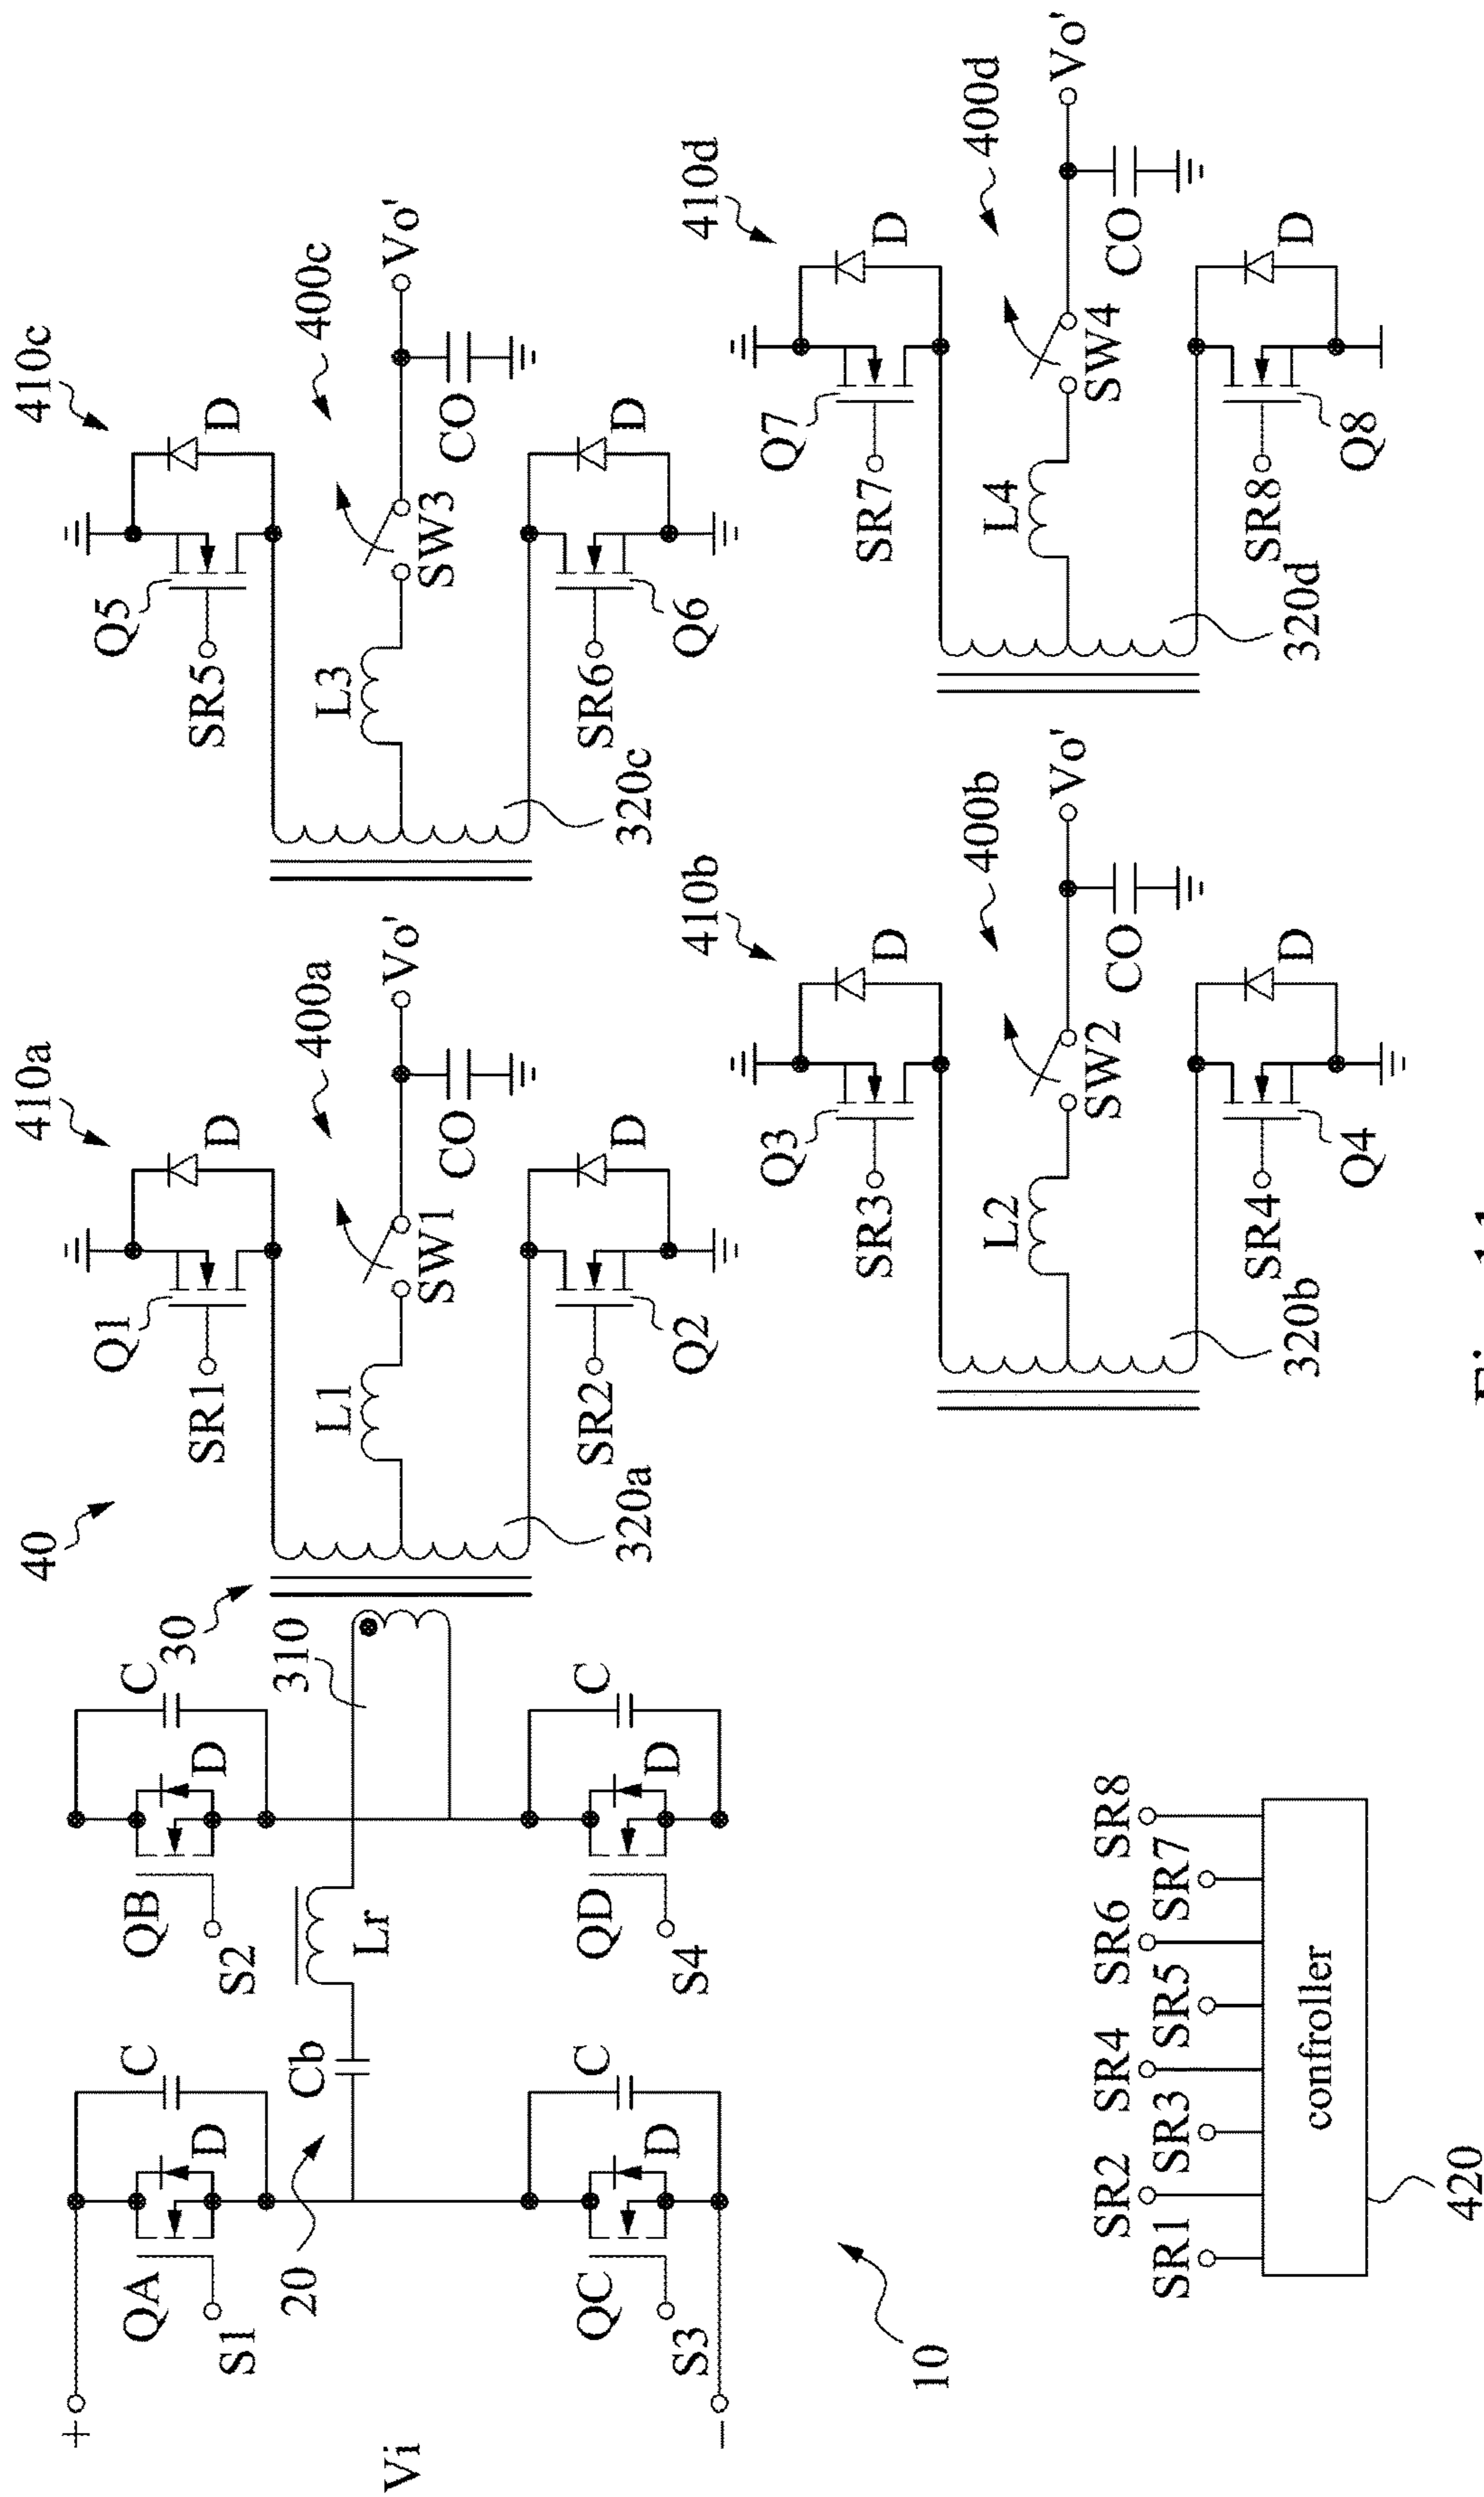 40
410a
410c
Q1
Q5
D
D
SR1
SR5
30
400a
400c
C
C
L1
L3
QA
D
QB
D
SW1
Vo'
SW3
Vo'
S1
S2
310
CO
CO
20
Cb
Lr
Vi
SR2
D
SR6
D
Q2
Q6
C
C
320a
320c
QC
D
QD
D
S3
S4
410b
410d
Q3
D
Q7
D
SR3
SR7
10
400b
400d
L2
L4
SW2
Vo'
SW4
Vo'
CO
CO
SR2
SR4
SR6
SR8
SR1
SR3
SR5
SR7
SR4
D
SR8
D
320b
Q4
320d
Q8
confroller
420